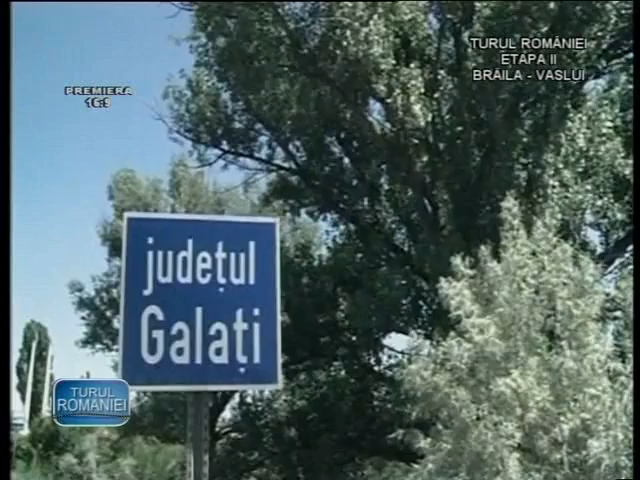 TURUL ROMÂNIEI
ETAPA II
BRĂILA - VASLUI
PREMIERA
16:9
județul
Galați
TURUL
ROMÂNIEI